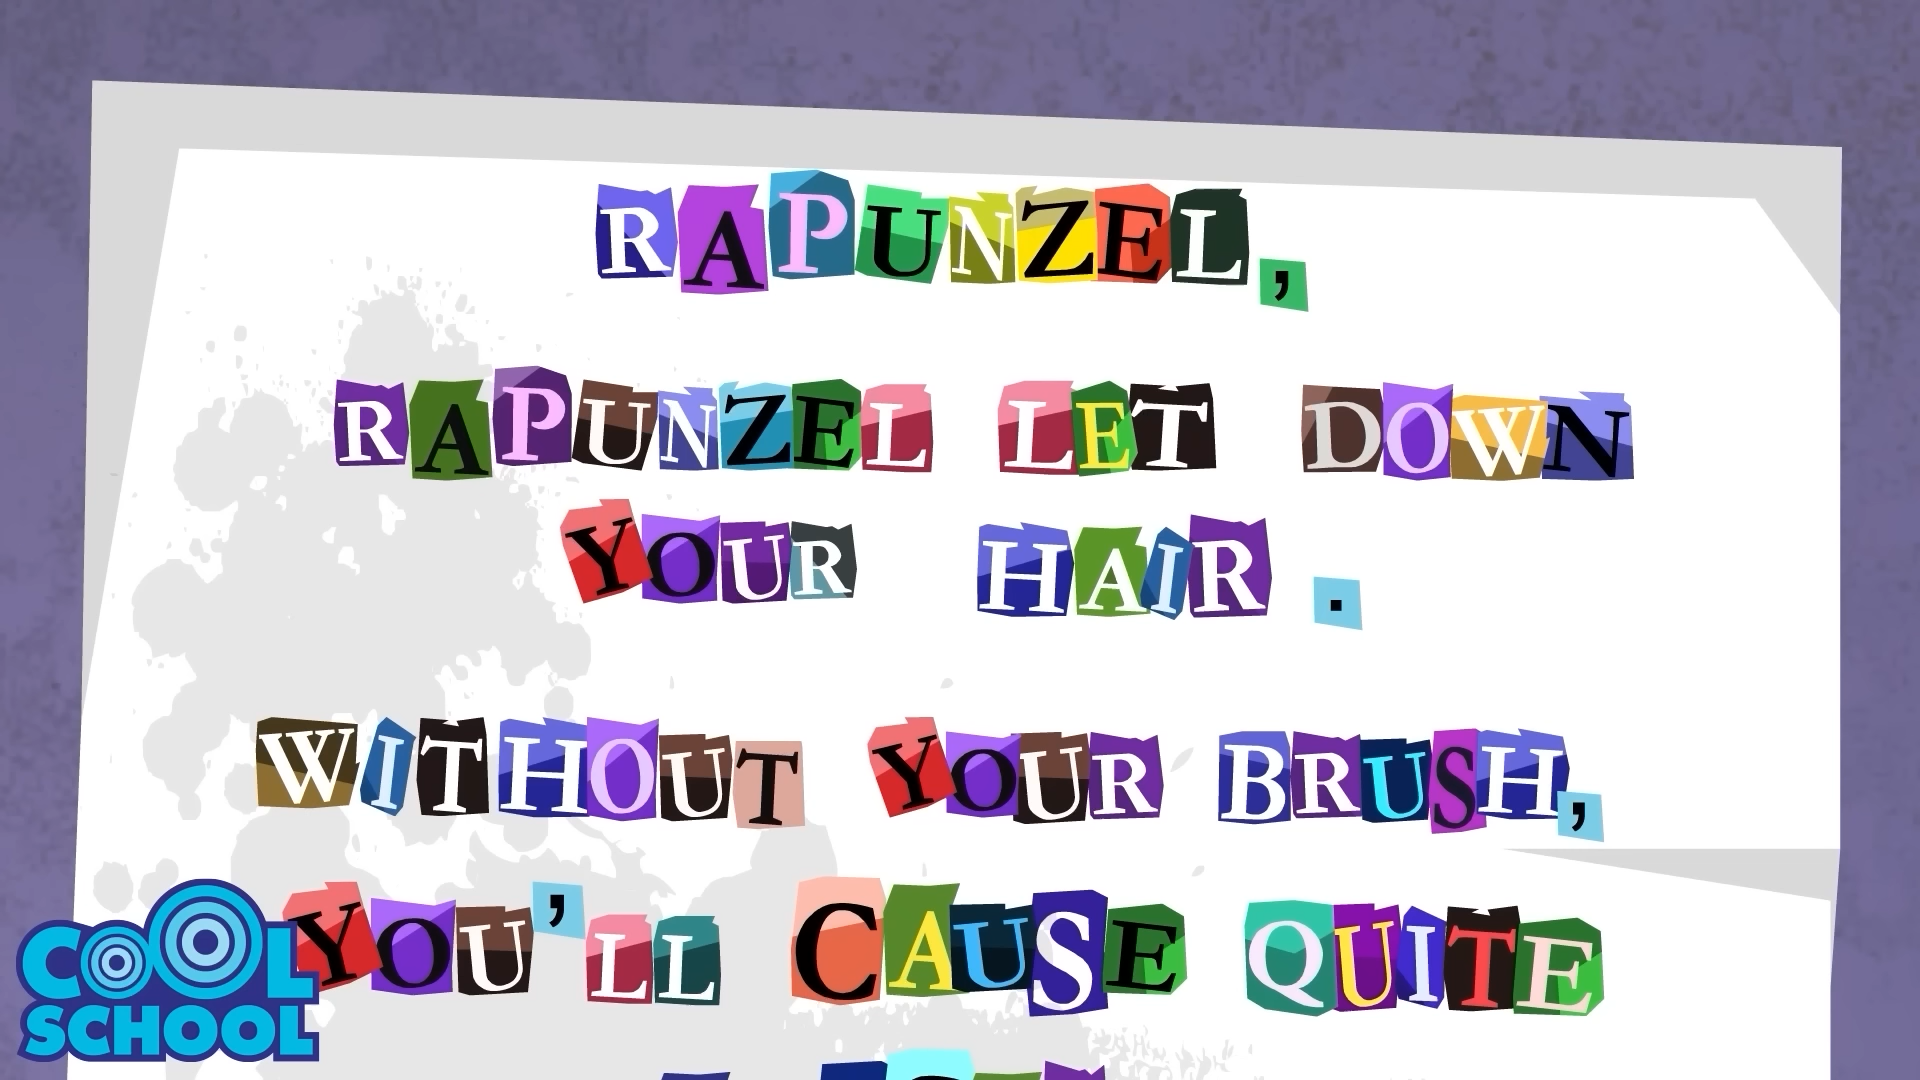 RAPUNZEL,
RAPUNZEL LET DOWN
YOUR HAIR.
WITHOUT YOUR BRUSH,
YOU'LL CAUSE QUITE
COOL
SCHOOL